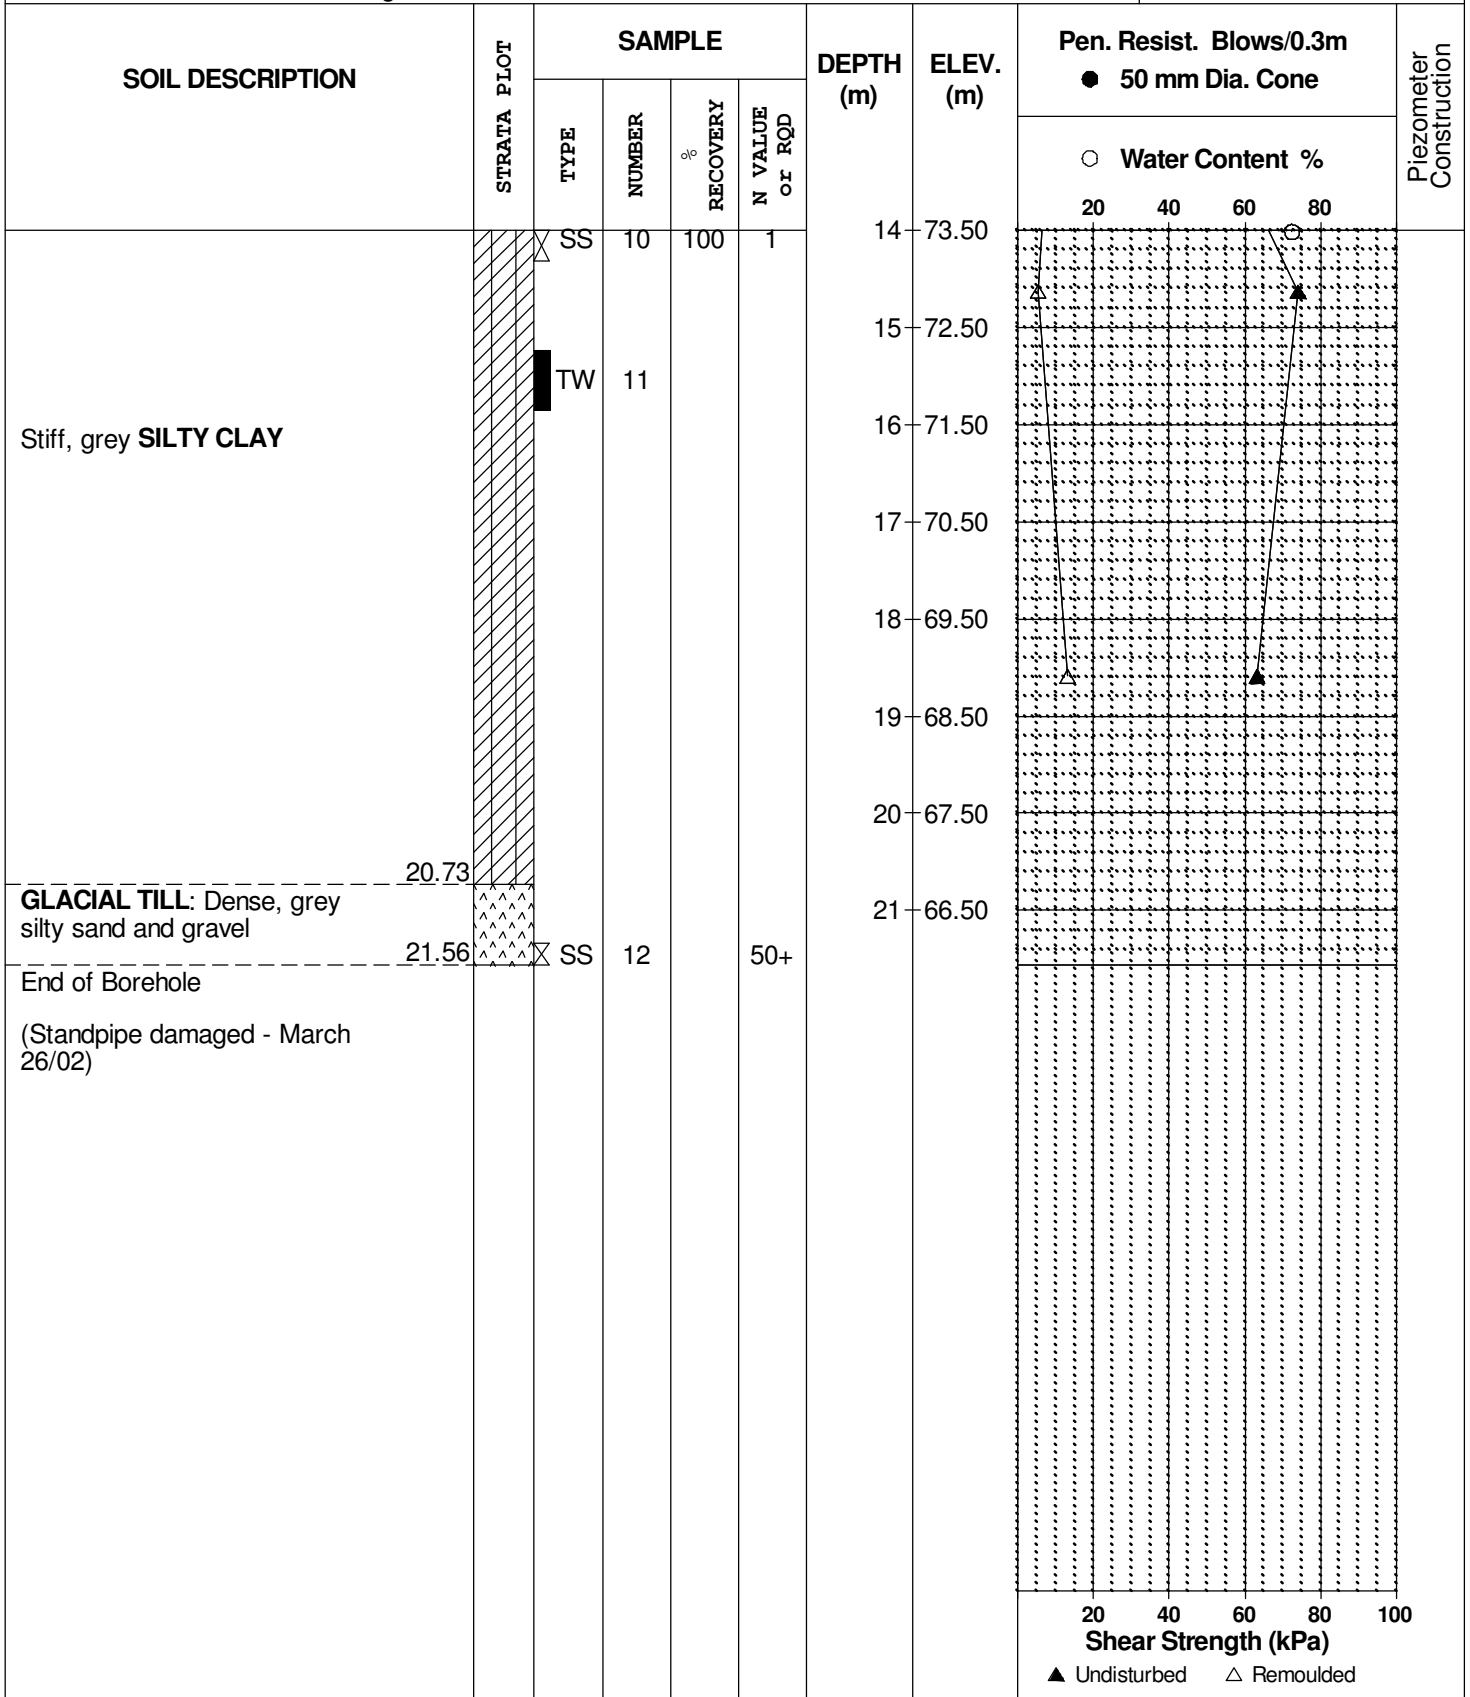 SOIL DESCRIPTION
STRATA PLOT
SAMPLE
TYPE
NUMBER
%
RECOVERY
N VALUE
or RQD
DEPTH
(m)
ELEV.
(m)
Pen. Resist. Blows/0.3m
50 mm Dia. Cone
Water Content %
Piezometer
Construction
20 40 60 80
SS 10 100 1
14 73.50
15 72.50
TW 11
16 71.50
Stiff, grey SILTY CLAY
17 70.50
18 69.50
19 68.50
20 67.50
20.73
GLACIAL TILL: Dense, grey
silty sand and gravel
21 66.50
21.56
SS 12 50+
End of Borehole
(Standpipe damaged - March
26/02)
20 40 60 80 100
Shear Strength (kPa)
Undisturbed Remoulded